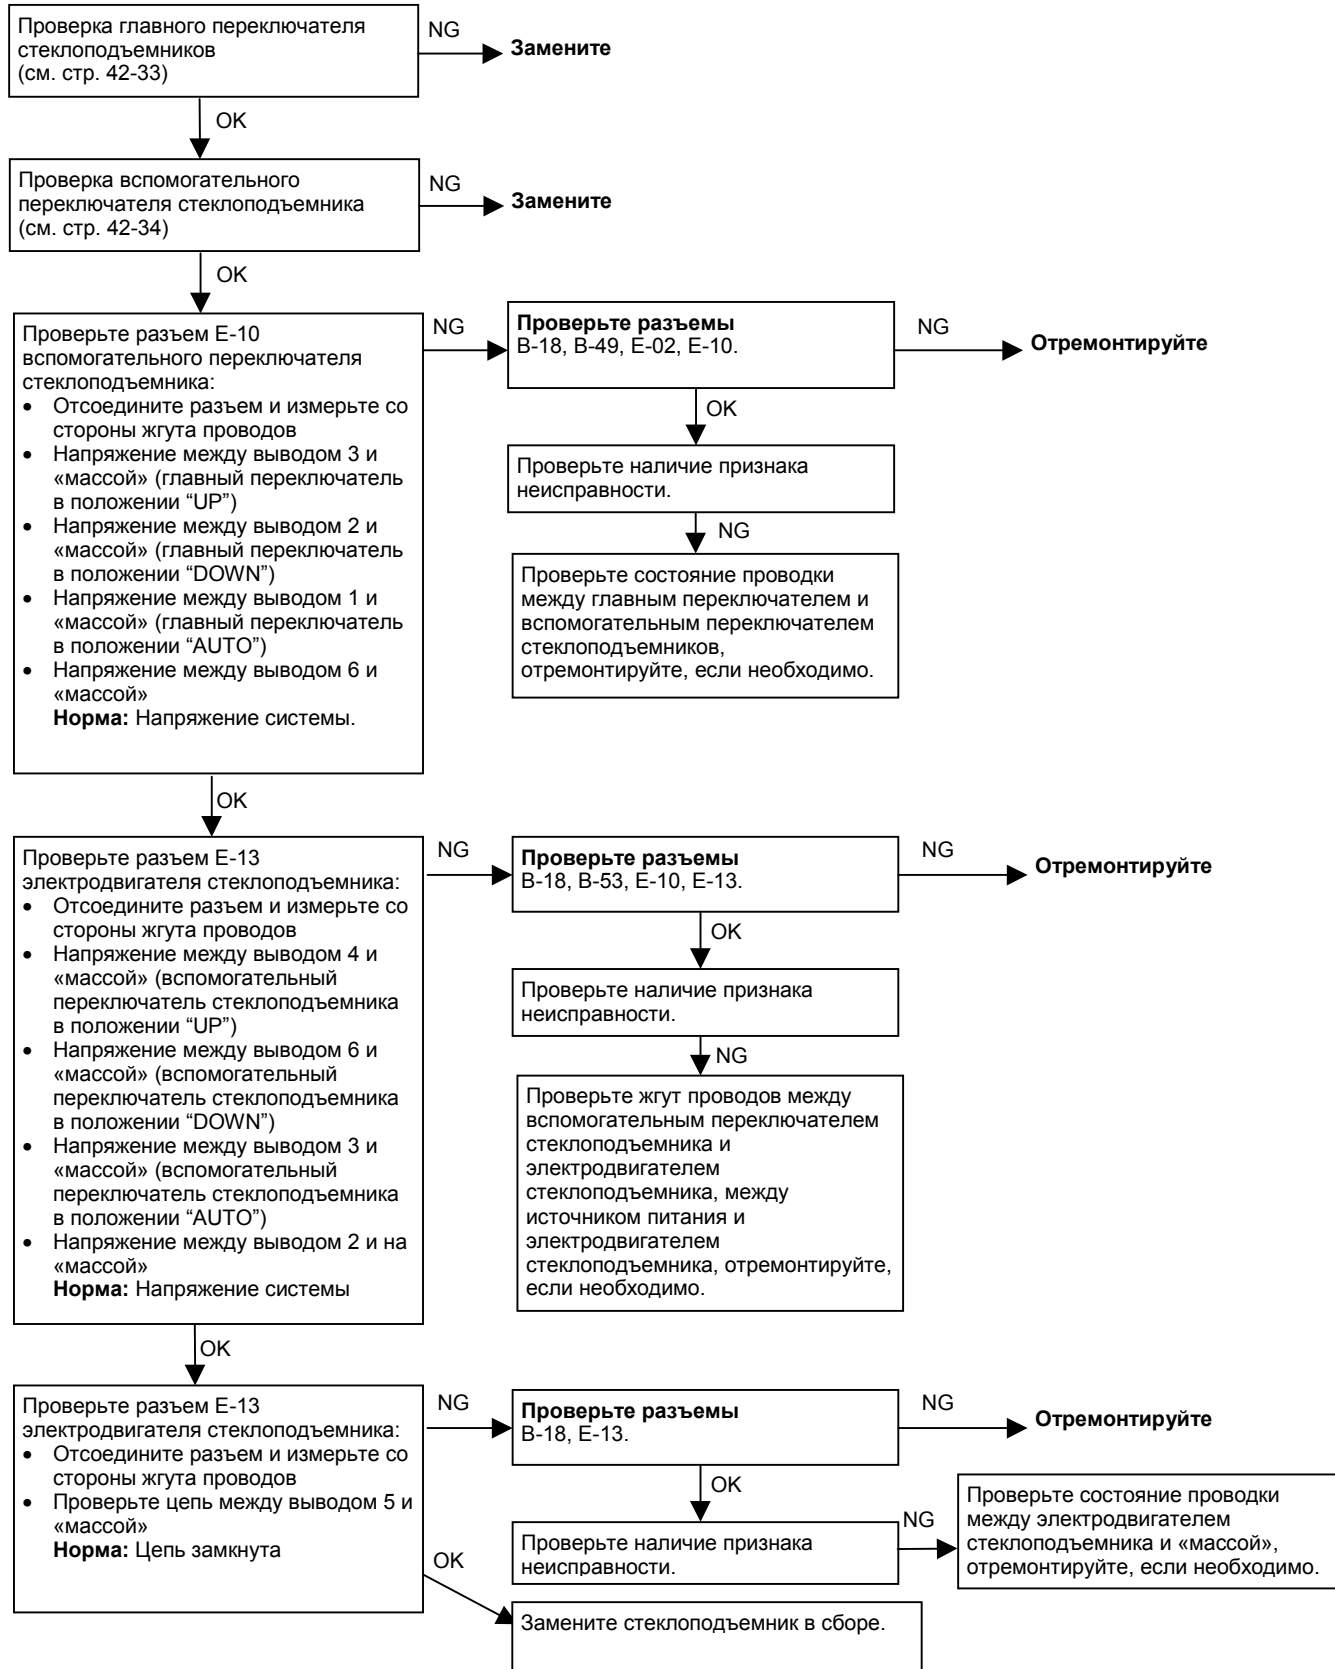 Проверка главного переключателя
стеклоподъемников
(см. стр. 42-33)
NG
Замените
OK
Проверка вспомогательного
переключателя стеклоподъемника
(см. стр. 42-34)
NG
Замените
OK
Проверьте разъем Е-10
вспомогательного переключателя
стеклоподъемника:
• Отсоедините разъем и измерьте со
стороны жгута проводов
• Напряжение между выводом 3 и
«массой» (главный переключатель
в положении “UP”)
• Напряжение между выводом 2 и
«массой» (главный переключатель
в положении “DOWN”)
• Напряжение между выводом 1 и
«массой» (главный переключатель
в положении “AUTO”)
• Напряжение между выводом 6 и
«массой»
Норма: Напряжение системы.
NG
Проверьте разъемы
B-18, B-49, E-02, E-10.
NG
Отремонтируйте
OK
Проверьте наличие признака
неисправности.
NG
Проверьте состояние проводки
между главным переключателем и
вспомогательным переключателем
стеклоподъемников,
отремонтируйте, если необходимо.
OK
Проверьте разъем Е-13
электродвигателя стеклоподъемника:
• Отсоедините разъем и измерьте со
стороны жгута проводов
• Напряжение между выводом 4 и
«массой» (вспомогательный
переключатель стеклоподъемника
в положении “UP”)
• Напряжение между выводом 6 и
«массой» (вспомогательный
переключатель стеклоподъемника
в положении “DOWN”)
• Напряжение между выводом 3 и
«массой» (вспомогательный
переключатель стеклоподъемника
в положении “AUTO”)
• Напряжение между выводом 2 и на
«массой»
Норма: Напряжение системы
NG
Проверьте разъемы
B-18, B-53, E-10, E-13.
NG
Отремонтируйте
OK
Проверьте наличие признака
неисправности.
NG
Проверьте жгут проводов между
вспомогательным переключателем
стеклоподъемника и
электродвигателем
стеклоподъемника, между
источником питания и
электродвигателем
стеклоподъемника, отремонтируйте,
если необходимо.
OK
Проверьте разъем Е-13
электродвигателя стеклоподъемника:
• Отсоедините разъем и измерьте со
стороны жгута проводов
• Проверьте цепь между выводом 5 и
«массой»
Норма: Цепь замкнута
NG
Проверьте разъемы
B-18, E-13.
NG
Отремонтируйте
OK
Проверьте наличие признака
неисправности.
NG
Проверьте состояние проводки
между электродвигателем
стеклоподъемника и «массой»,
отремонтируйте, если необходимо.
OK
Замените стеклоподъемник в сборе.